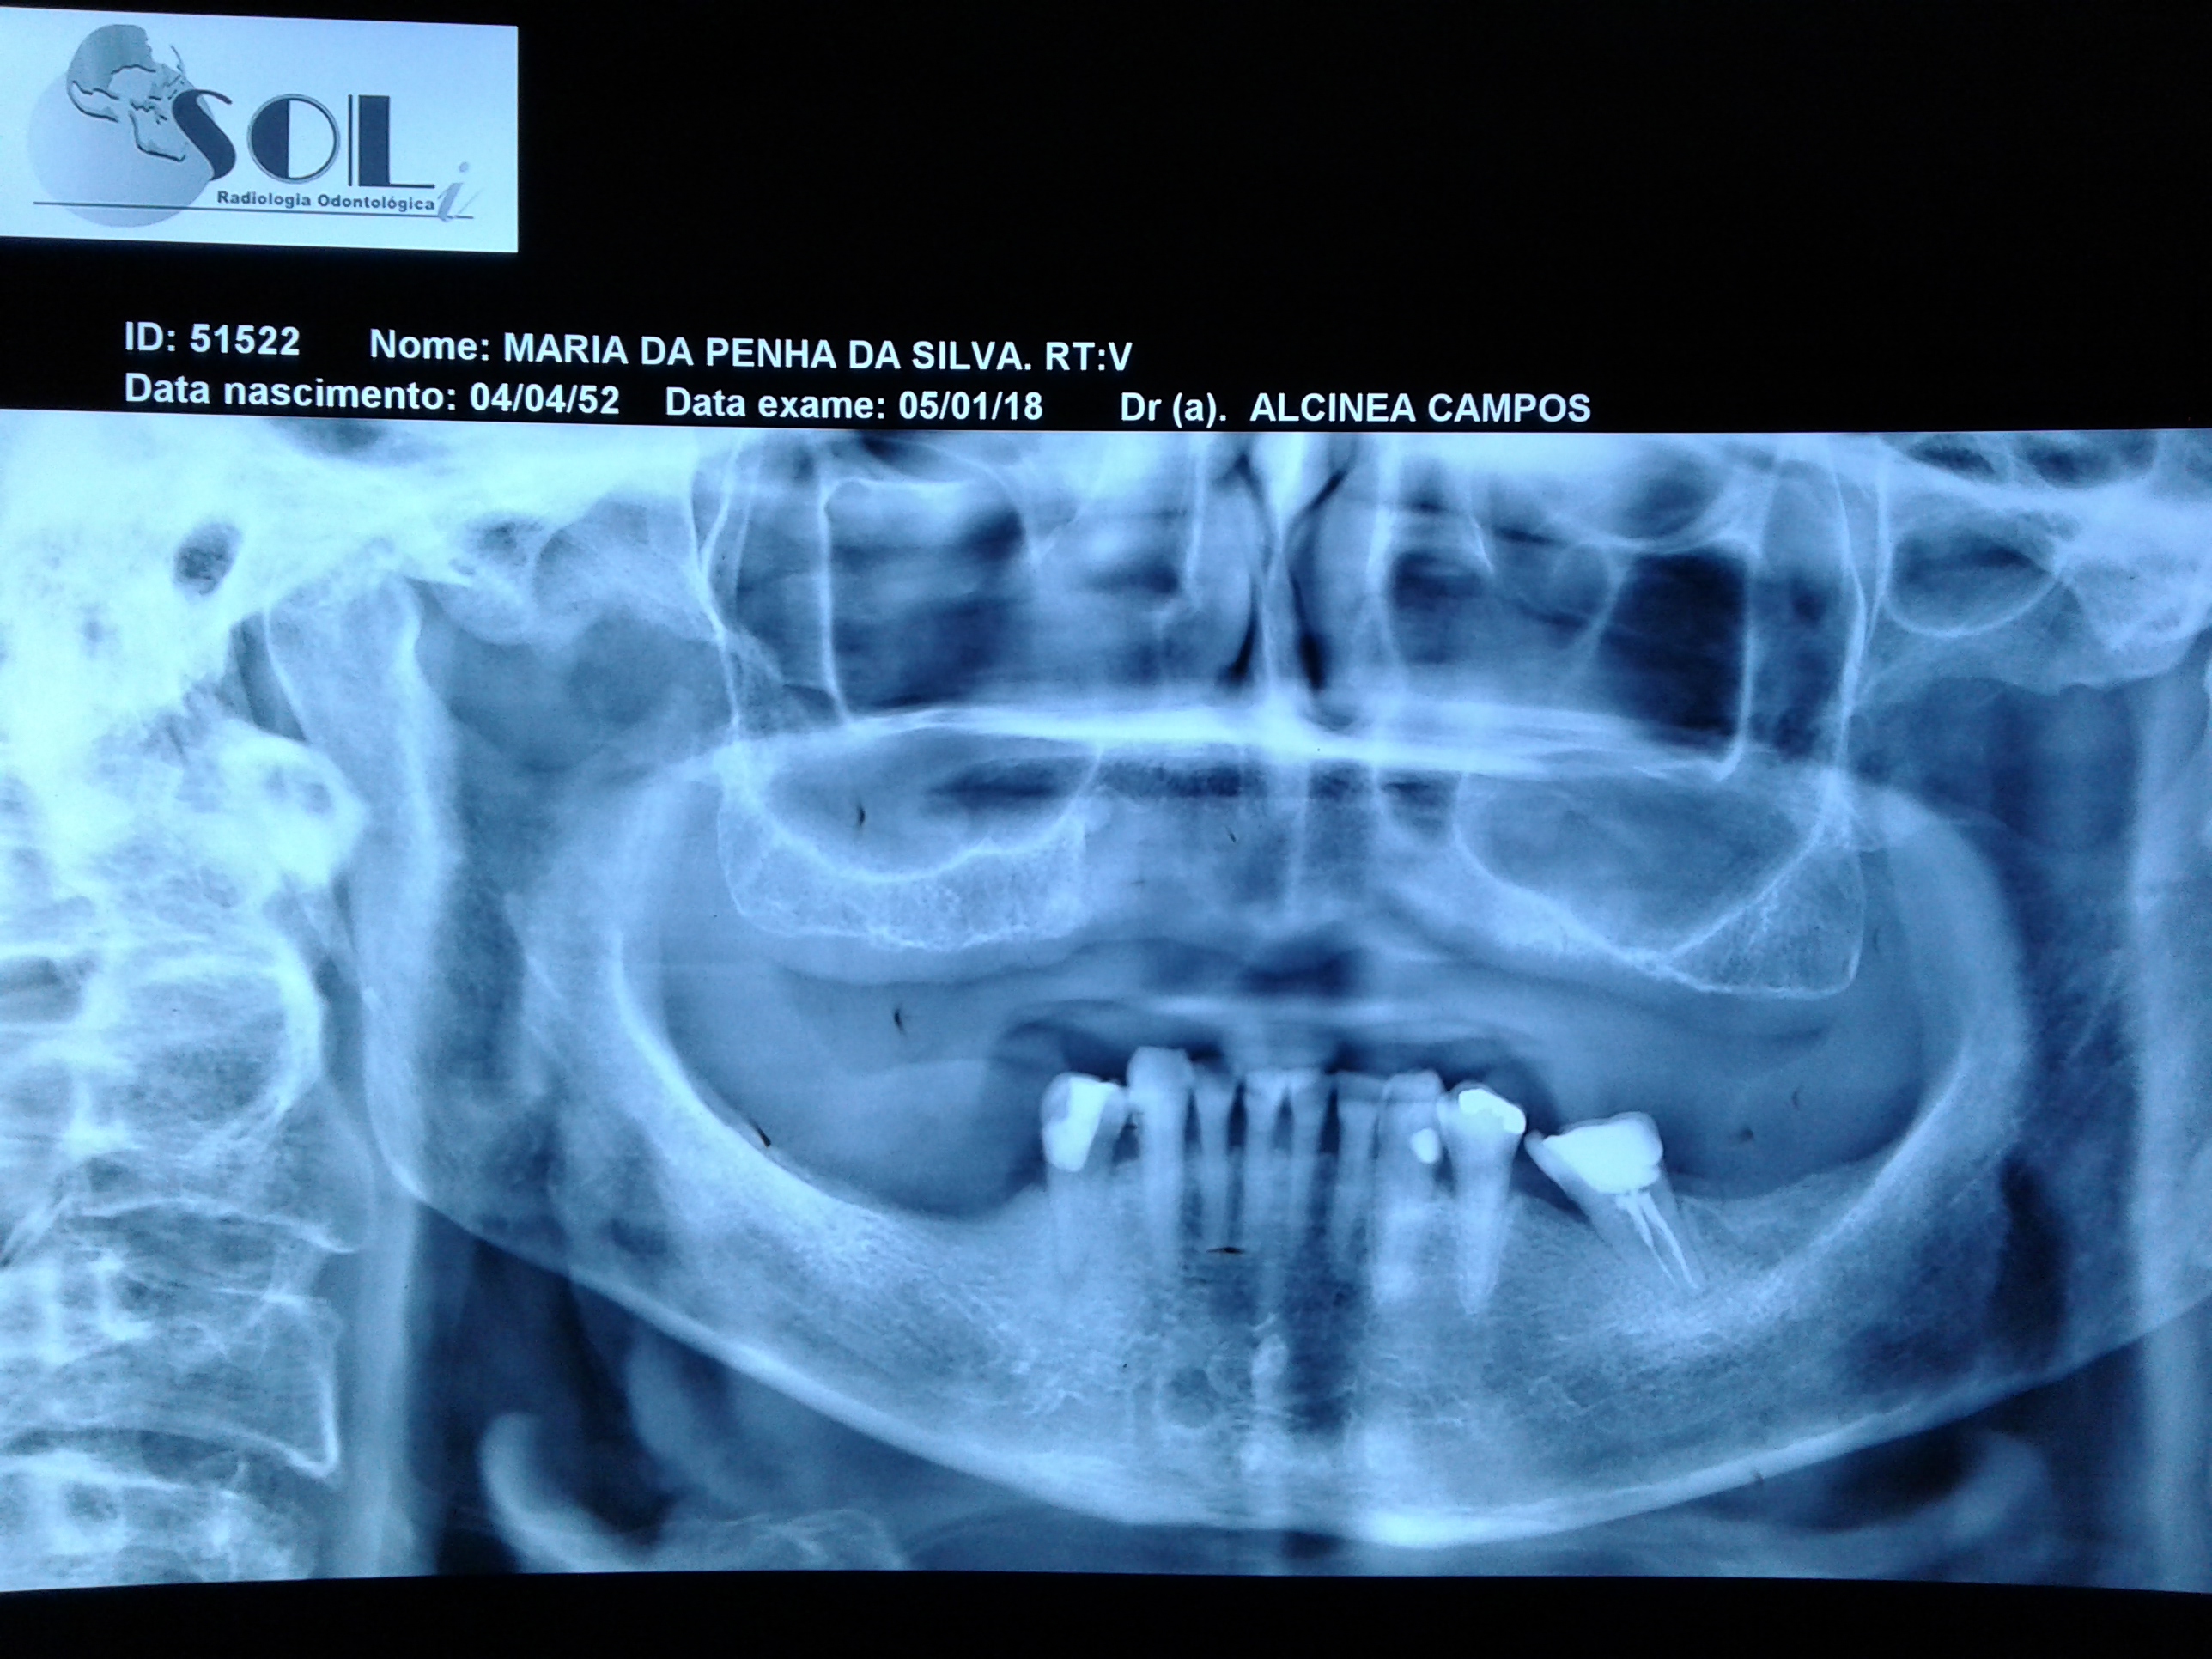 SOL
Radiologia Odontológica
ID: 51522 Nome: MARIA DA PENHA DA SILVA. RT:V
Data nascimento: 04/04/52 Data exame: 05/01/18 Dr (a). ALCINEA CAMPOS